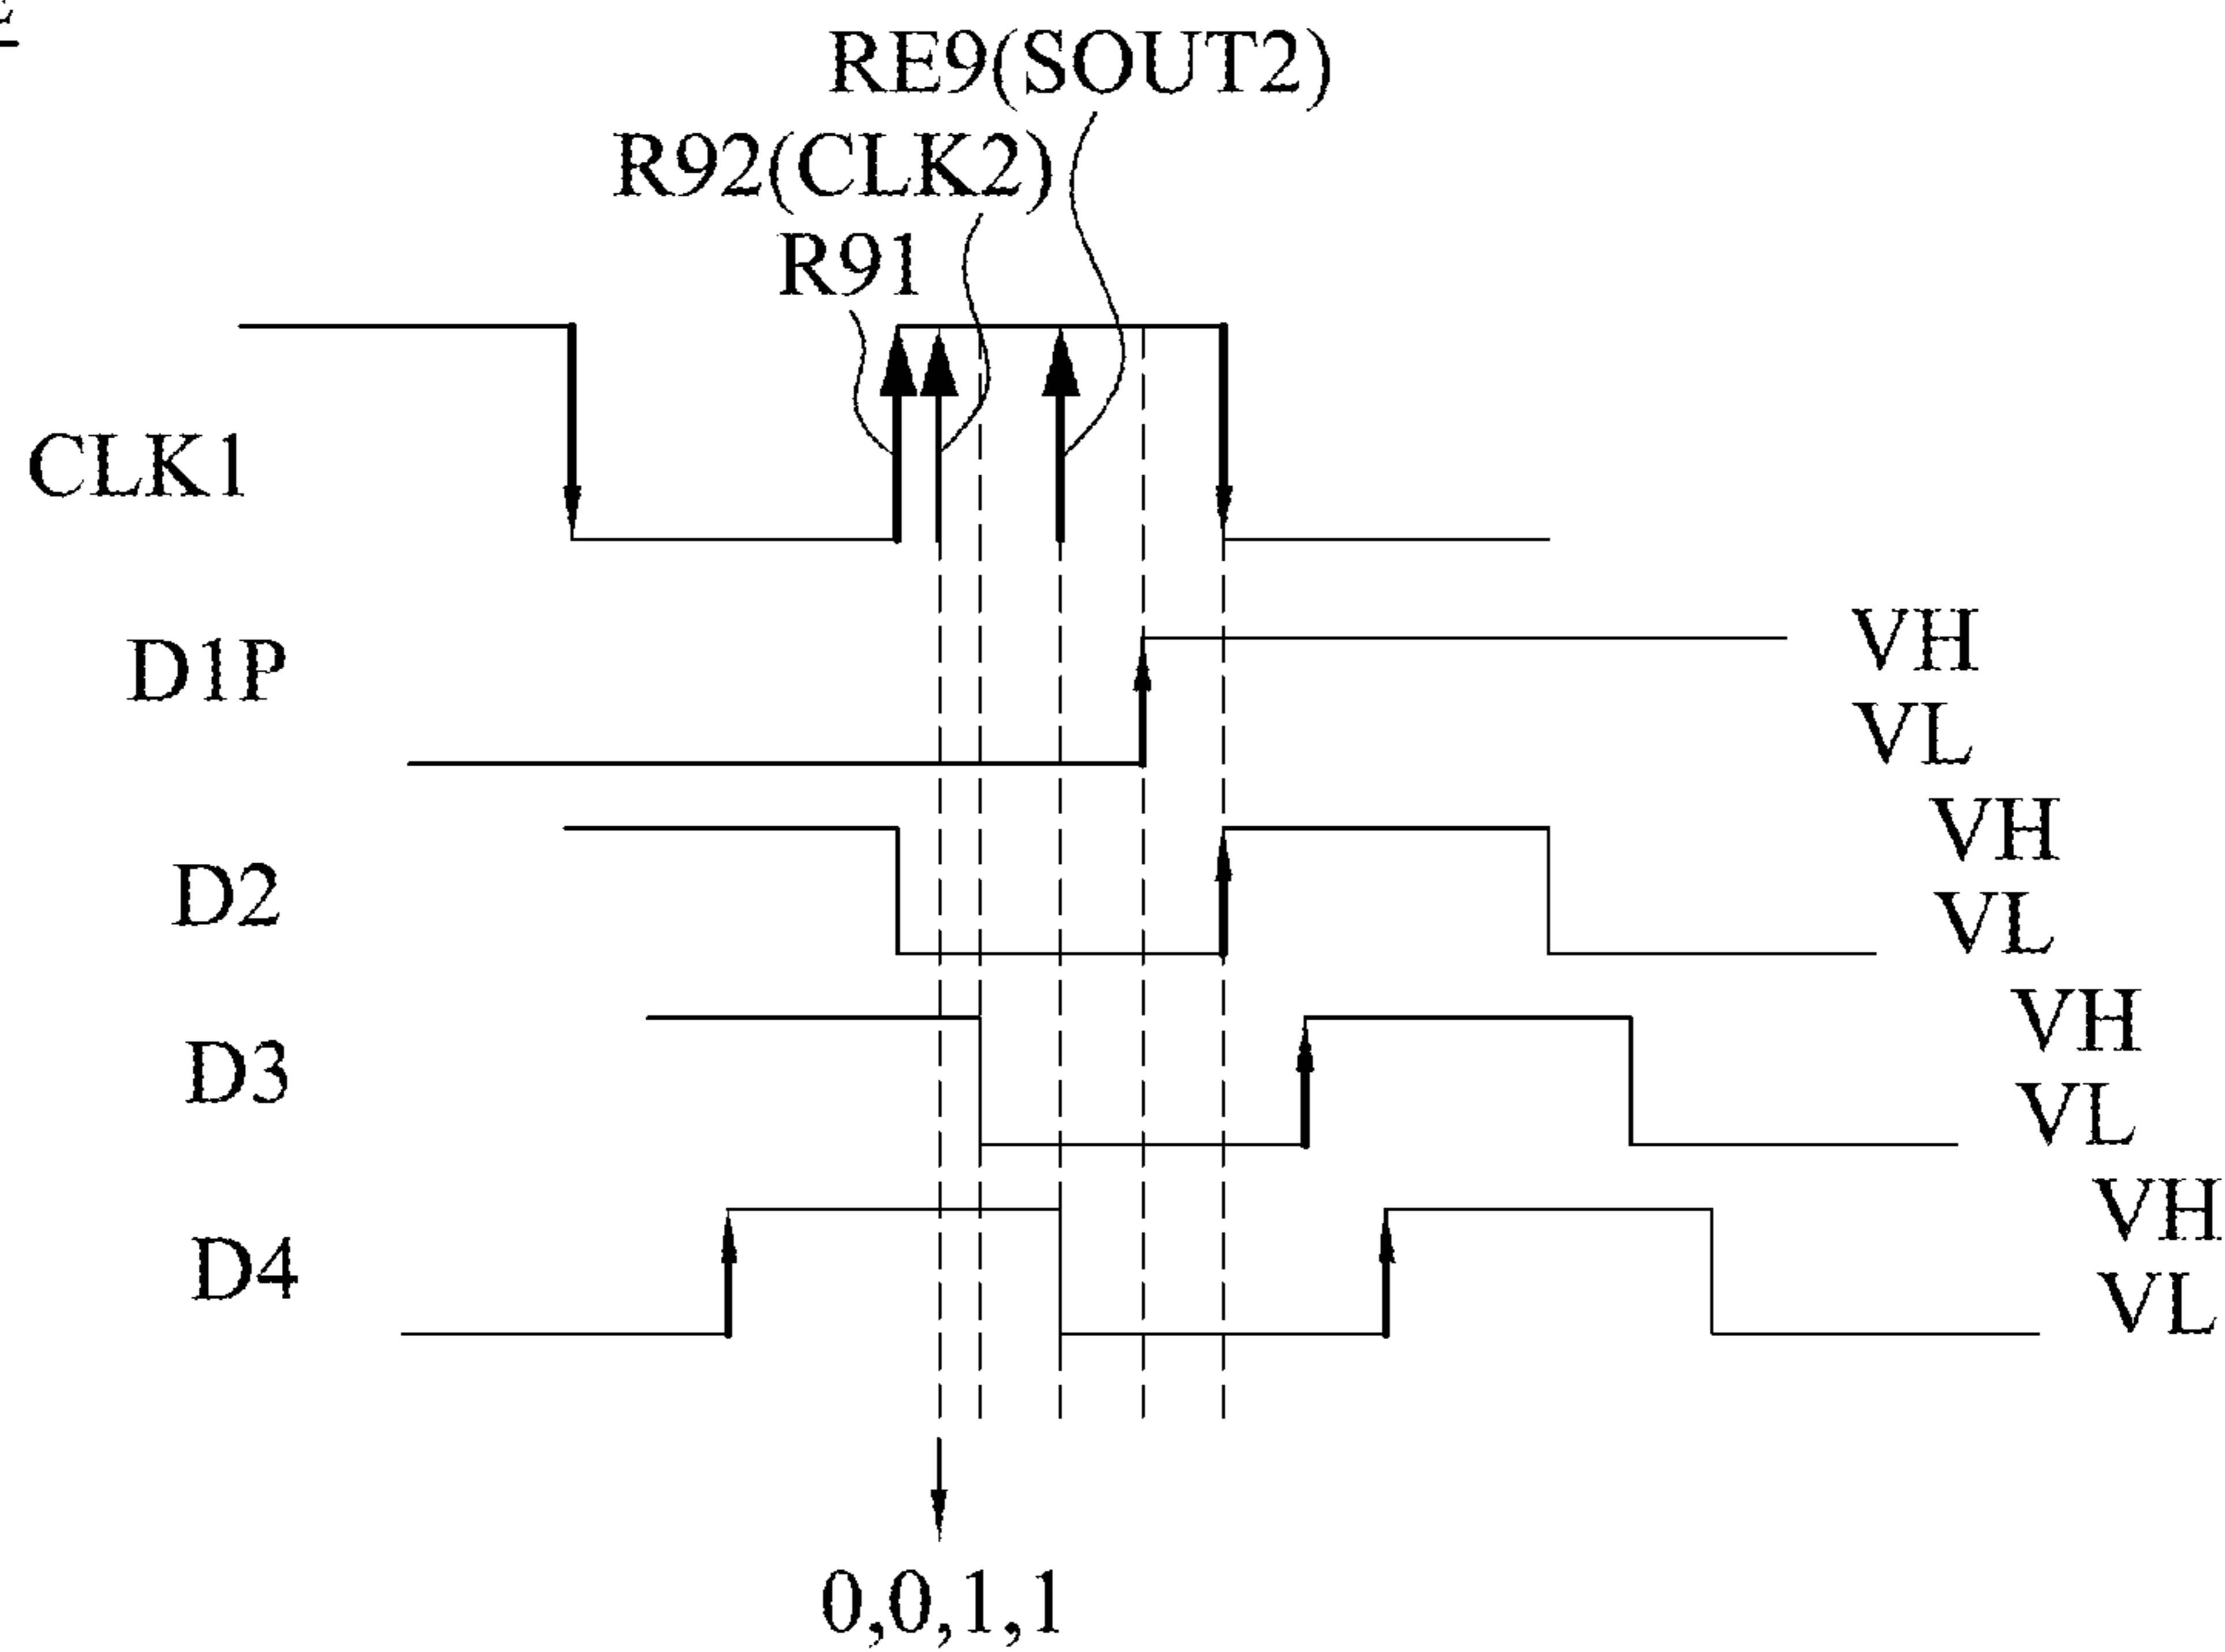 RE9(SOUT2)
R92(CLK2)
R91
CLK1
D1P
VH
VL
D2
VH
VL
D3
VH
VL
D4
VH
VL
0,0,1,1